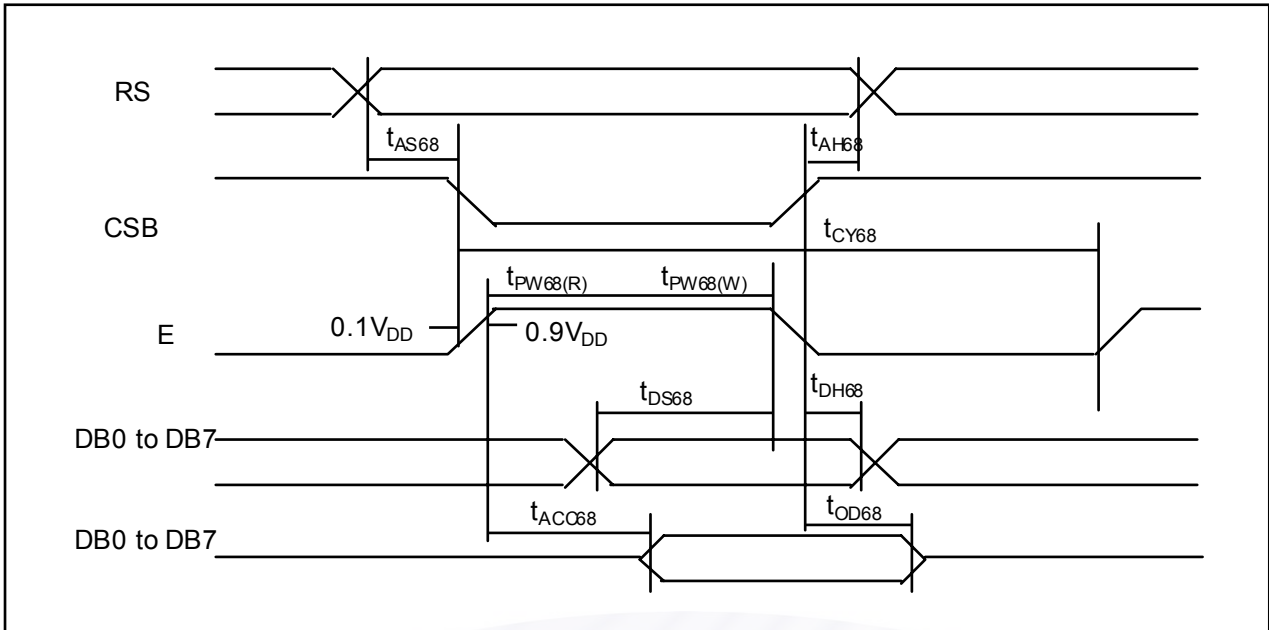 RS
tAS68
tAH68
CSB
tCY68
tPW68(R)
tPW68(W)
0.1VDD
0.9VDD
E
tDS68
tDH68
DB0 to DB7
tACC68
tOD68
DB0 to DB7